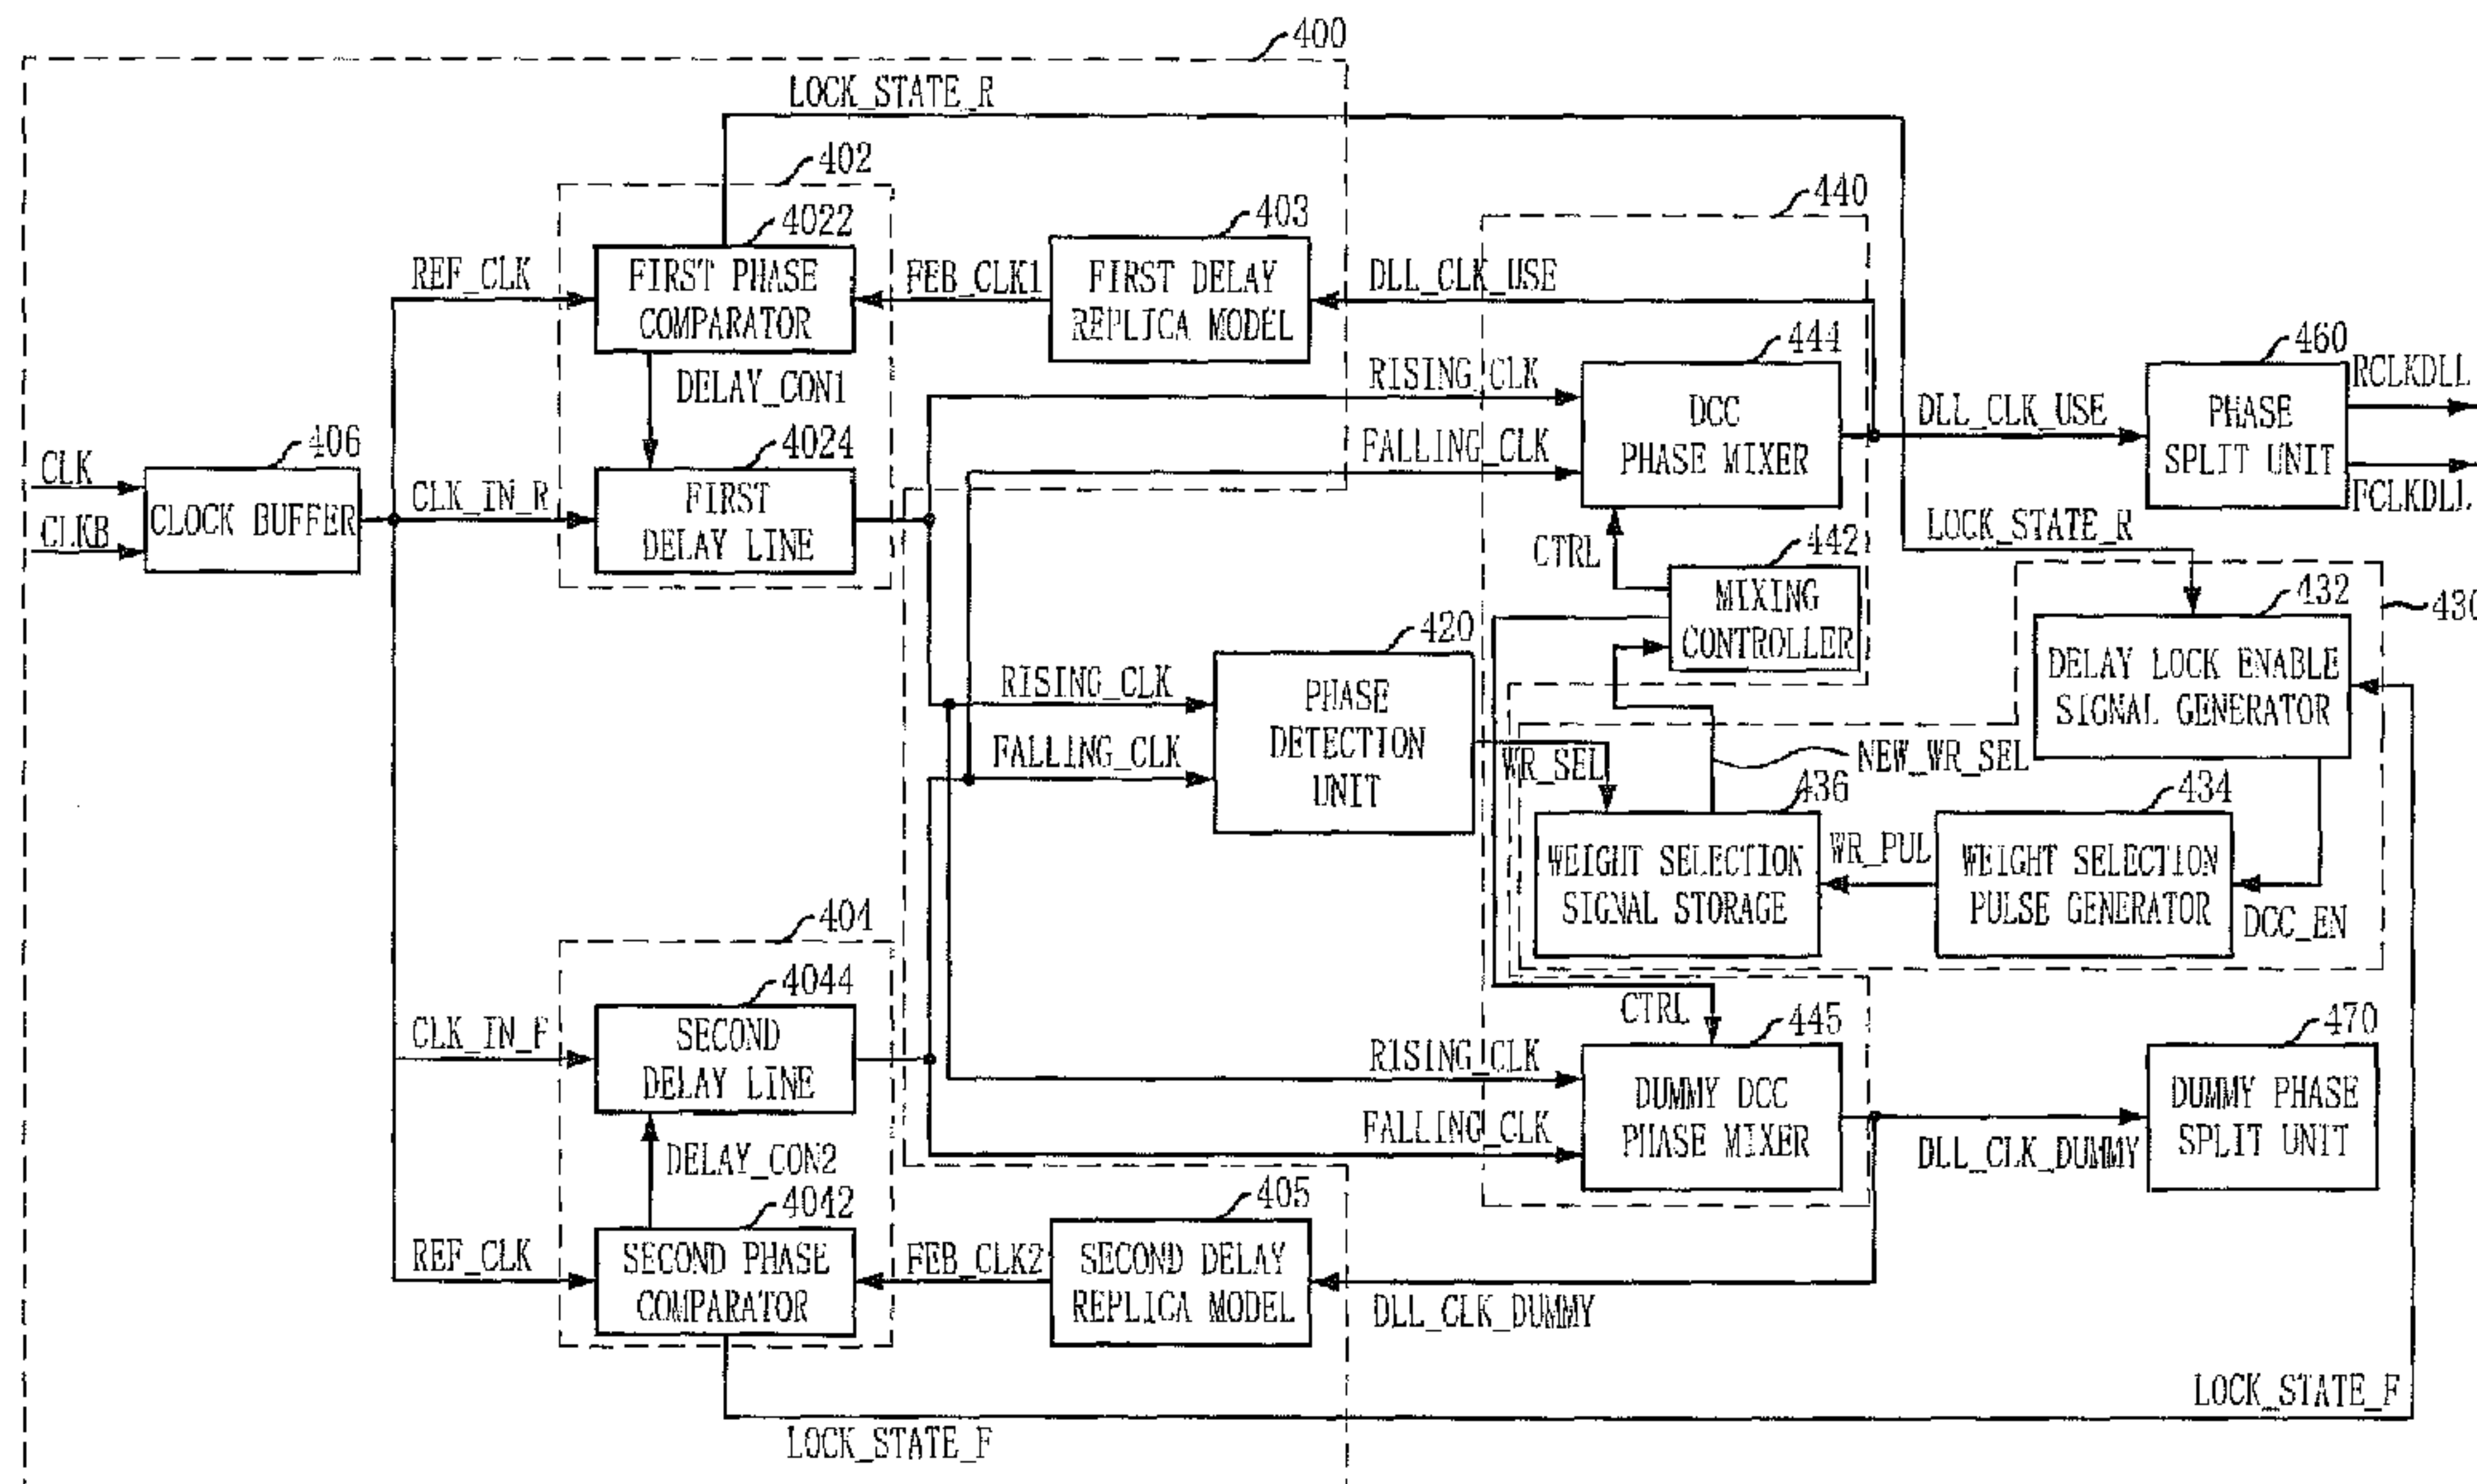 400
LOCK_STATE_R
402
440
4022
403
REF_CLK
FIRST PHASE
COMPARATOR
FEB_CLK1
FIRST DELAY
REPLICA MODEL
DLL_CLK_USE
444
460
DELAY_CON1
RISING_CLK
DCC
PHASE MIXER
DLL_CLK_USE
PHASE
SPLIT UNIT
RCLKDLL
FCLKDLL
406
4024
FALLING_CLK
CLK
CLKB
CLOCK BUFFER
CLK_IN_R
FIRST
DELAY LINE
LOCK_STATE_R
CTRL
442
MIXING
CONTROLLER
432
430
420
RISING_CLK
FALLING_CLK
PHASE
DETECTION
UNIT
DELAY LOCK ENABLE
SIGNAL GENERATOR
WR_SEL
NEW_WR_SEL
436
434
WEIGHT SELECTION
SIGNAL STORAGE
WR_PUL
WEIGHT SELECTION
PULSE GENERATOR
DCC_EN
404
4044
CLK_IN_F
SECOND
DELAY LINE
CTRL
445
470
RISING_CLK
DUMMY DCC
PHASE MIXER
DUMMY PHASE
SPLIT UNIT
FALLING_CLK
DLL_CLK_DUMMY
DELAY_CON2
4042
405
REF_CLK
SECOND PHASE
COMPARATOR
FEB_CLK2
SECOND DELAY
REPLICA MODEL
DLL_CLK_DUMMY
LOCK_STATE_F
LOCK_STATE_F